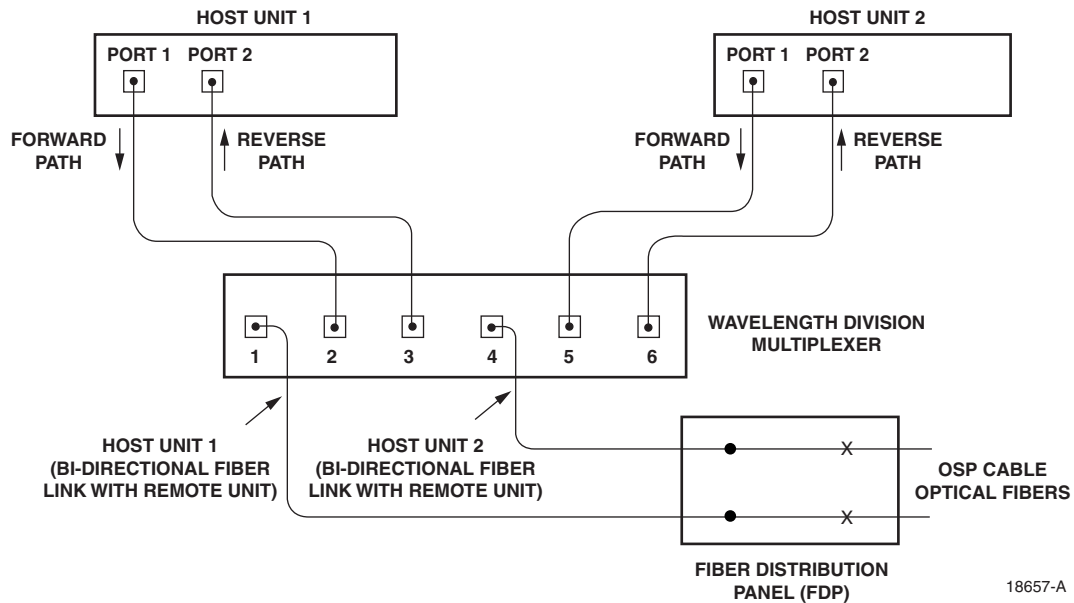 HOST UNIT 1
HOST UNIT 2
PORT 1 PORT 2
PORT 1 PORT 2
FORWARD
PATH
REVERSE
PATH
FORWARD
PATH
REVERSE
PATH
1 2 3 4 5 6
WAVELENGTH DIVISION
MULTIPLEXER
HOST UNIT 1
(BI-DIRECTIONAL FIBER
LINK WITH REMOTE UNIT)
HOST UNIT 2
(BI-DIRECTIONAL FIBER
LINK WITH REMOTE UNIT)
X
X
OSP CABLE
OPTICAL FIBERS
FIBER DISTRIBUTION
PANEL (FDP)
18657-A